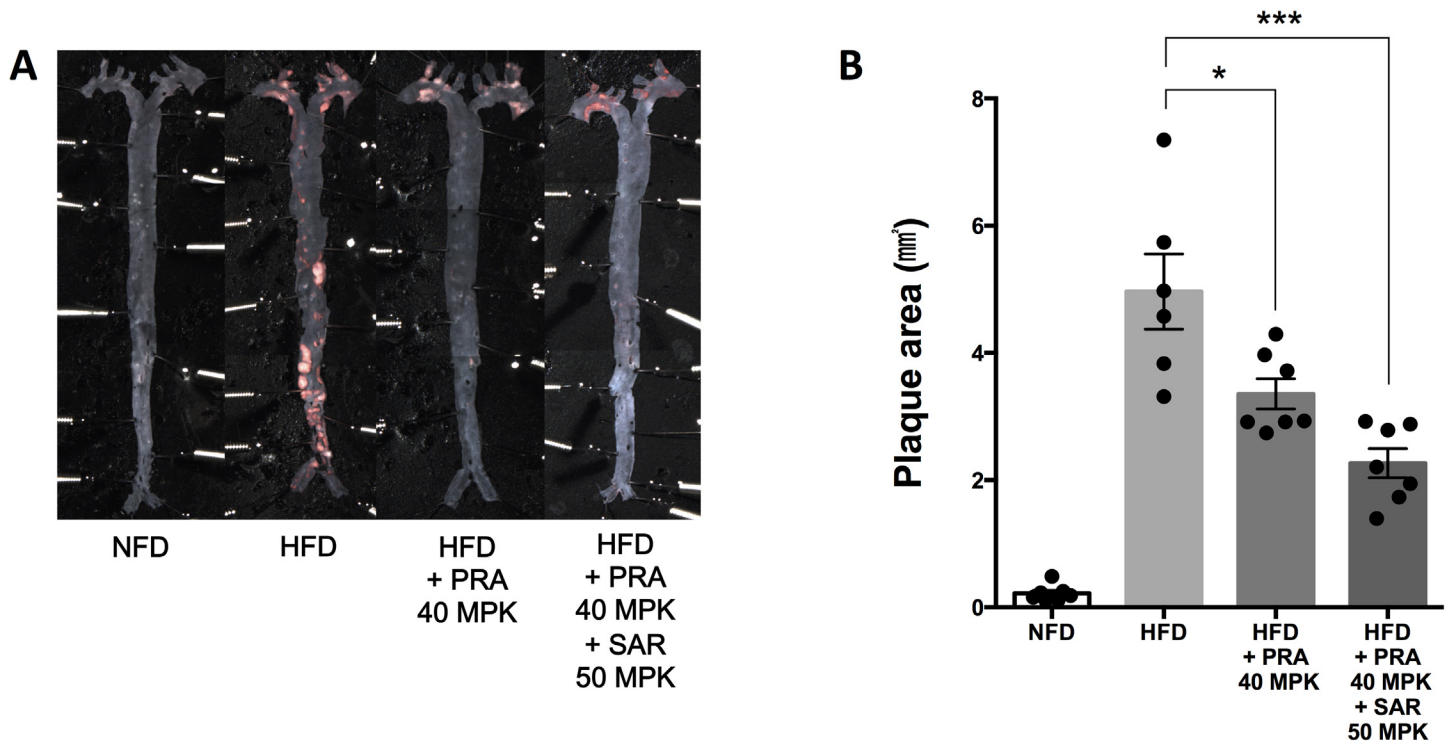 A
NFD
HFD
HFD
+ PRA
40 MPK
HFD
+ PRA
40 MPK
+ SAR
50 MPK
B
***
*
Plaque area (㎟)
8
6
4
2
0
NFD
HFD
HFD
+ PRA
40 MPK
HFD
+ PRA
40 MPK
+ SAR
50 MPK